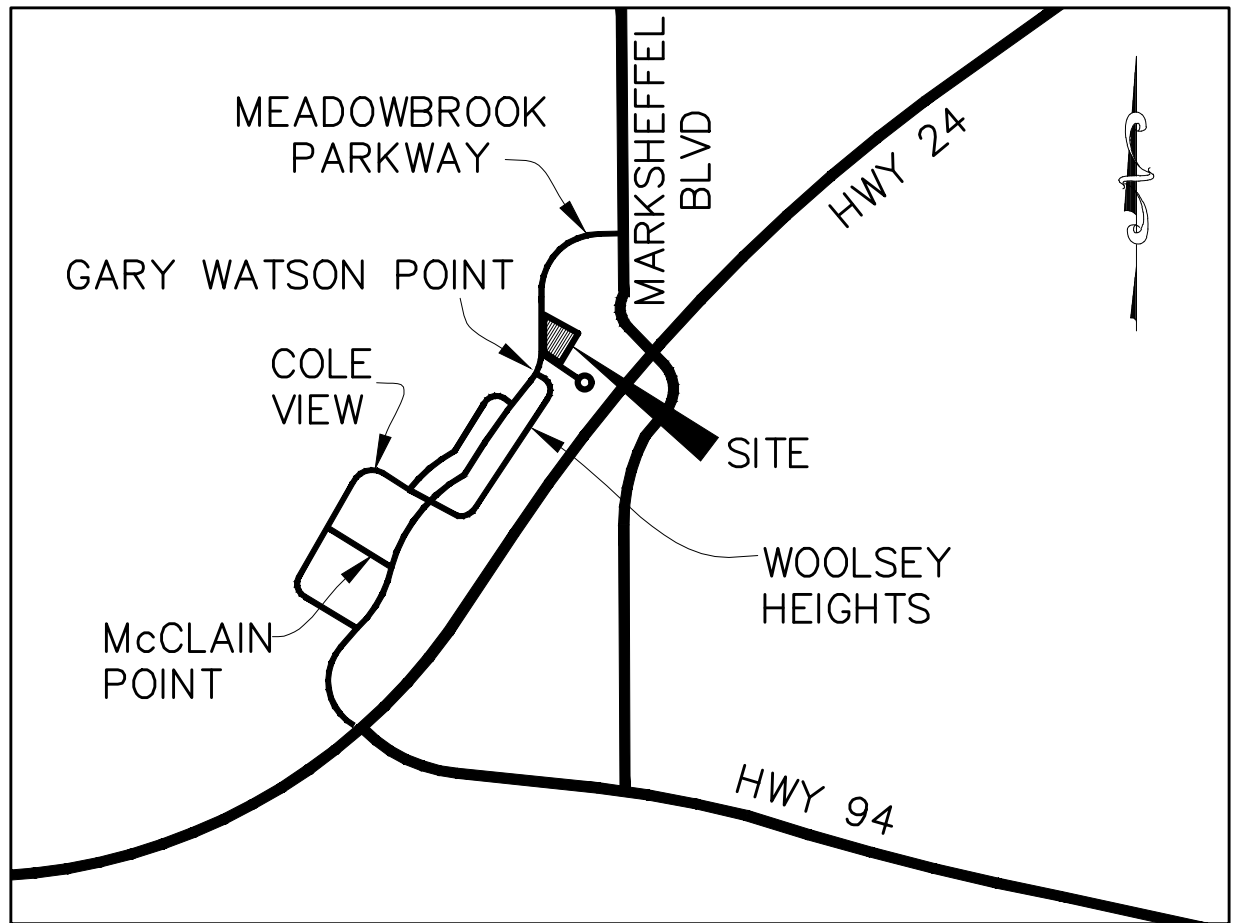 MEADOWBROOK
PARKWAY
MARKSHEFFEL
BLVD
HWY 24
GARY WATSON POINT
COLE
VIEW
SITE
WOOLSEY
HEIGHTS
McCLAIN
POINT
HWY 94